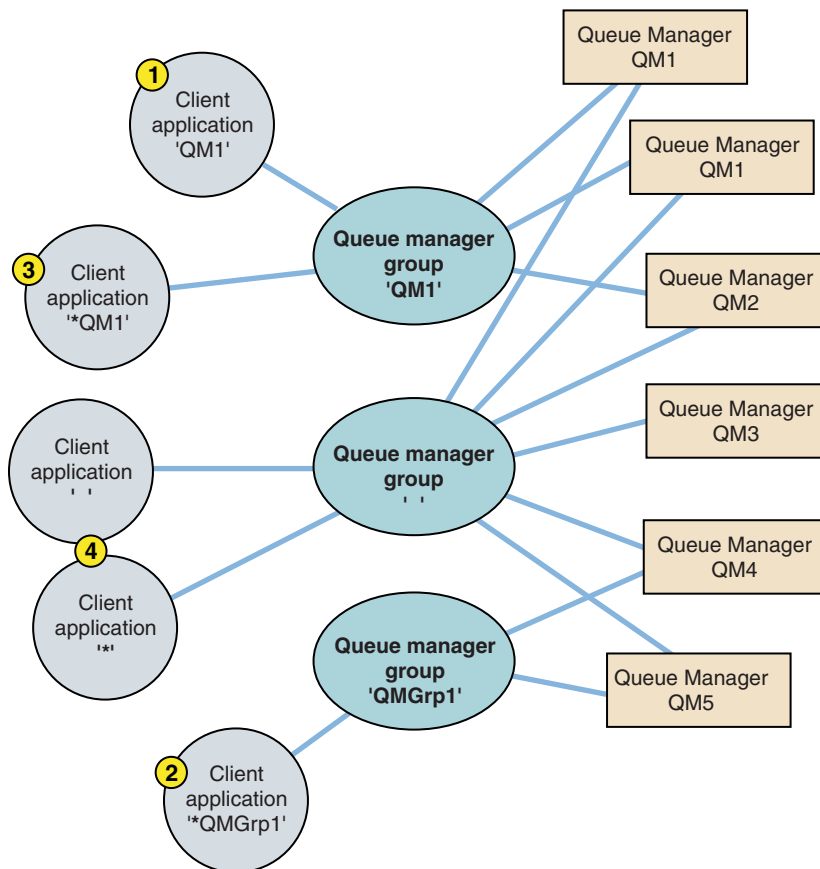 1
Client
application
'QM1'
Queue Manager
QM1
Queue Manager
QM1
3
Client
application
'*QM1'
Queue manager
group
'QM1'
Queue Manager
QM2
Client
application
' '
Queue manager
group
' '
Queue Manager
QM3
4
Client
application
'*'
Queue Manager
QM4
Queue manager
group
'QMGrp1'
Queue Manager
QM5
2
Client
application
'*QMGrp1'